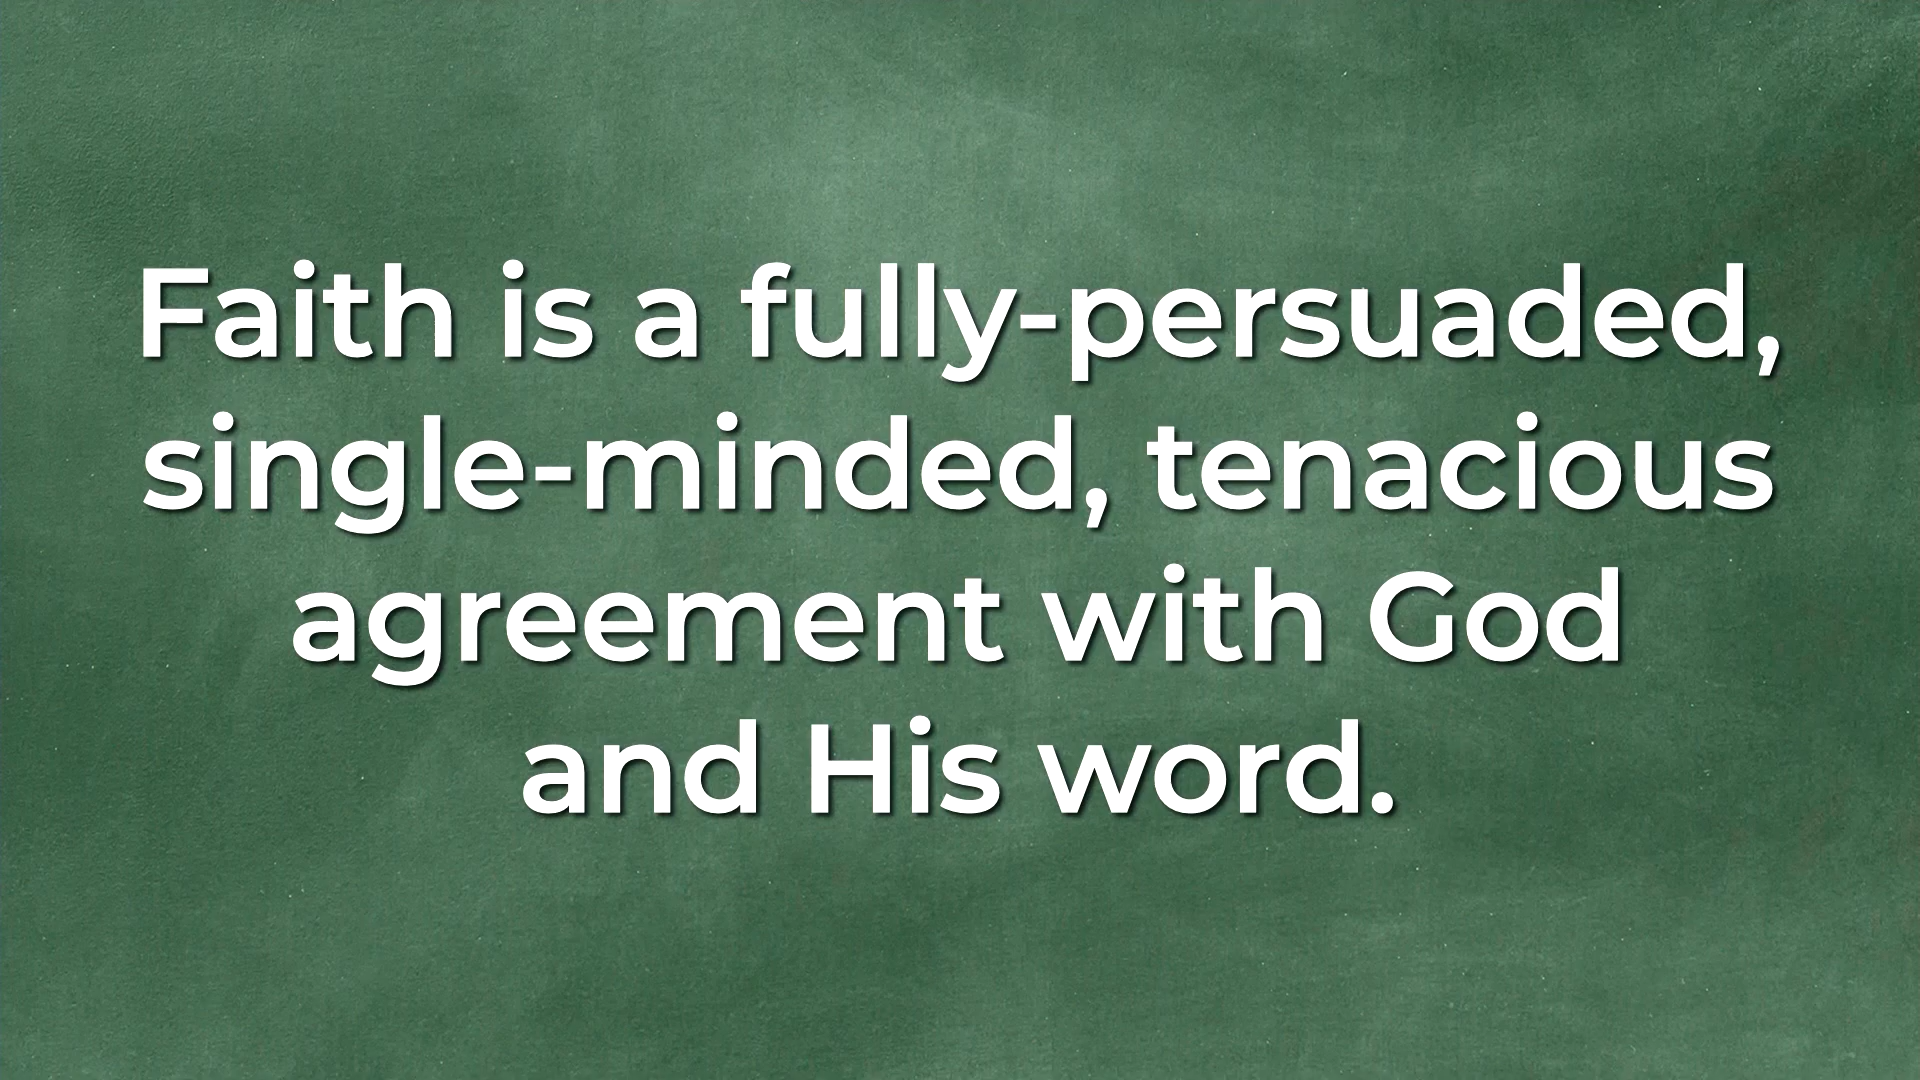 Faith is a fully-persuaded,
single-minded, tenacious
agreement with God
and His word.